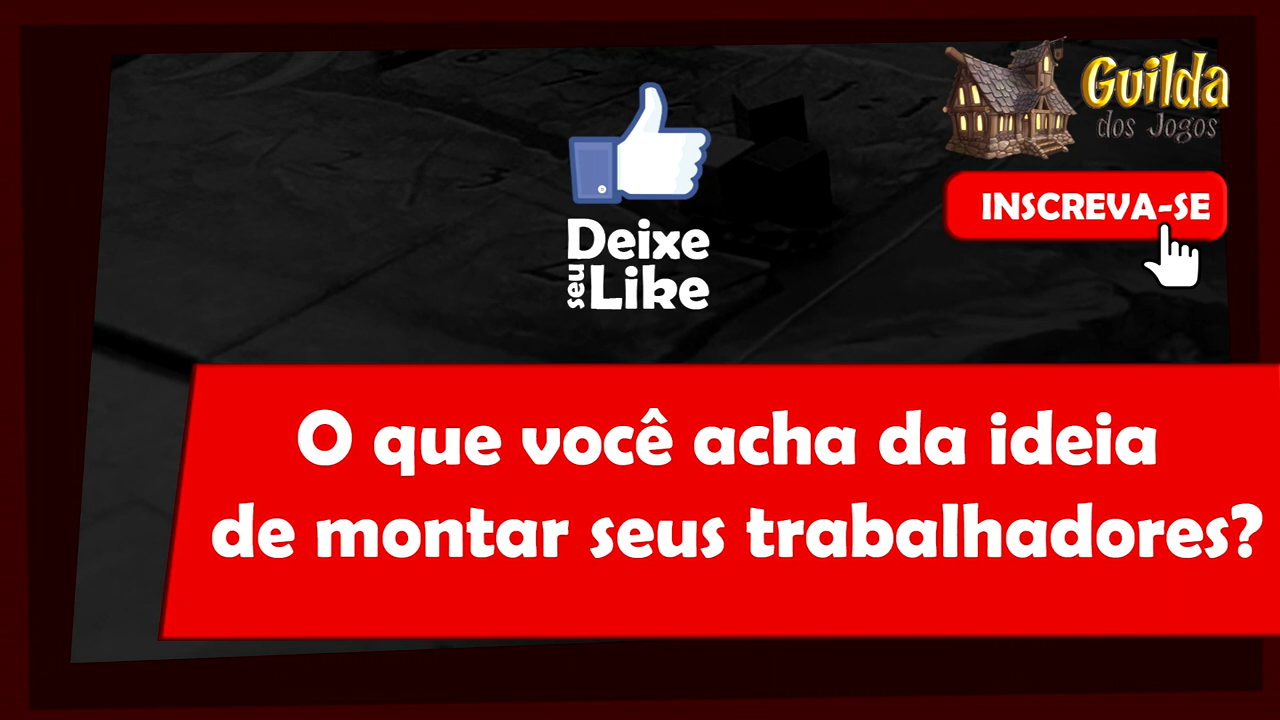 Guilda
dos Jogos
INSCREVA-SE
Deixe
seu Like
O que você acha da ideia
de montar seus trabalhadores?